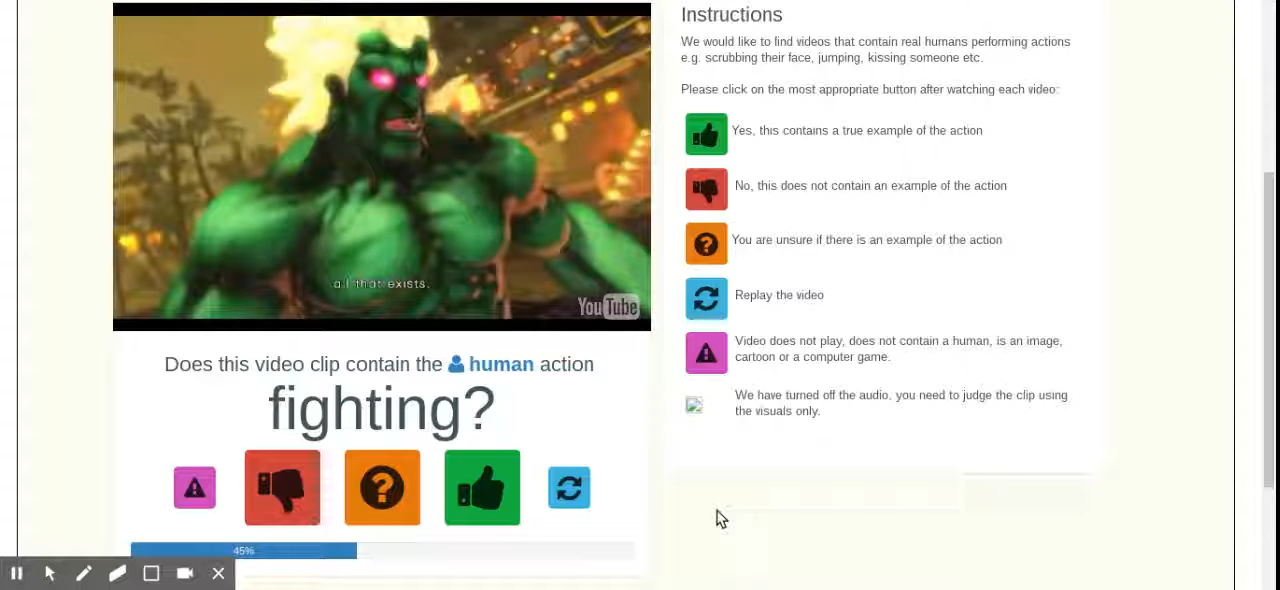 all that exists.
YouTube
Does this video clip contain the human action
fighting?
45%
Instructions
We would like to find videos that contain real humans performing actions
e.g. scrubbing their face, jumping, kissing someone etc.
Please click on the most appropriate button after watching each video:
Yes, this contains a true example of the action
No, this does not contain an example of the action
You are unsure if there is an example of the action
Replay the video
Video does not play, does not contain a human, is an image,
cartoon or a computer game.
We have turned off the audio, you need to judge the clip using
the visuals only.